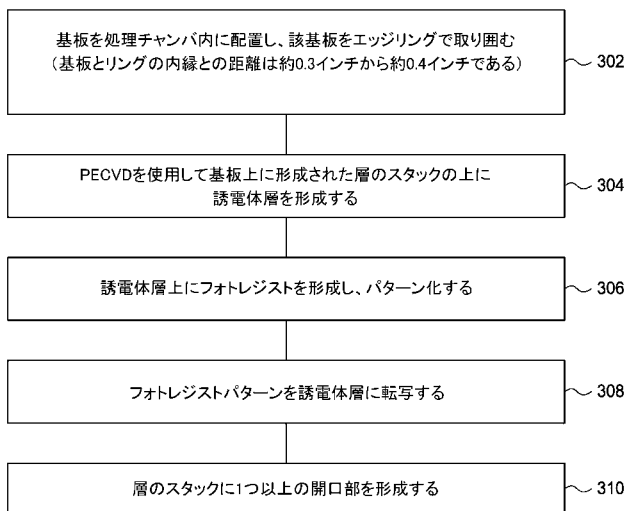 基板を処理チャンバ内に配置し、該基板をエッジリングで取り囲む
(基板とリングの内縁との距離は約0.3インチから約0.4インチである)
302
PECVDを使用して基板上に形成された層のスタックの上に
誘電体層を形成する
304
誘電体層上にフォトレジストを形成し、パターン化する
306
フォトレジストパターンを誘電体層に転写する
308
層のスタックに1つ以上の開口部を形成する
310